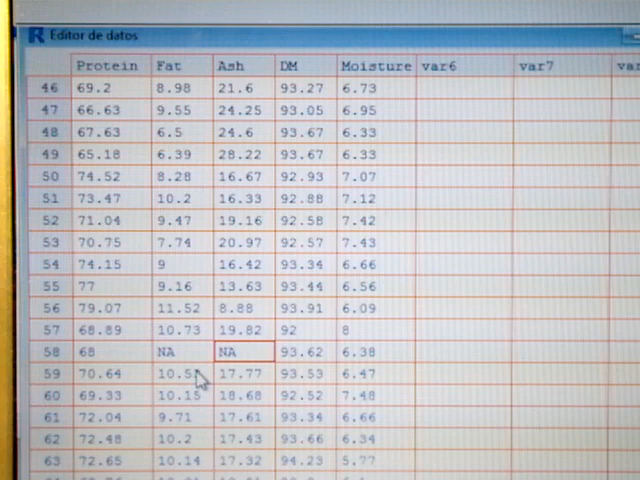 R Editor de datos
Protein Fat Ash DM Moisture var6 var7
46 69.2 8.98 21.6 93.27 6.73
47 66.63 9.55 24.25 93.05 6.95
48 67.63 6.5 24.6 93.67 6.33
49 65.18 6.39 28.22 93.67 6.33
50 74.52 8.28 16.67 92.93 7.07
51 73.47 10.2 16.33 92.88 7.12
52 71.04 9.47 19.16 92.58 7.42
53 70.75 7.74 20.97 92.57 7.43
54 74.15 9 16.42 93.34 6.66
55 77 9.16 13.63 93.44 6.56
56 79.07 11.52 8.88 93.91 6.09
57 68.89 10.73 19.82 92 8
58 68 NA NA 93.62 6.38
59 70.64 17.77 93.53 6.47
60 69.33 10.15 18.68 92.52 7.48
61 72.04 9.71 17.61 93.34 6.66
62 72.48 10.2 17.43 93.66 6.34
63 72.65 10.14 17.32 94.23 5.77